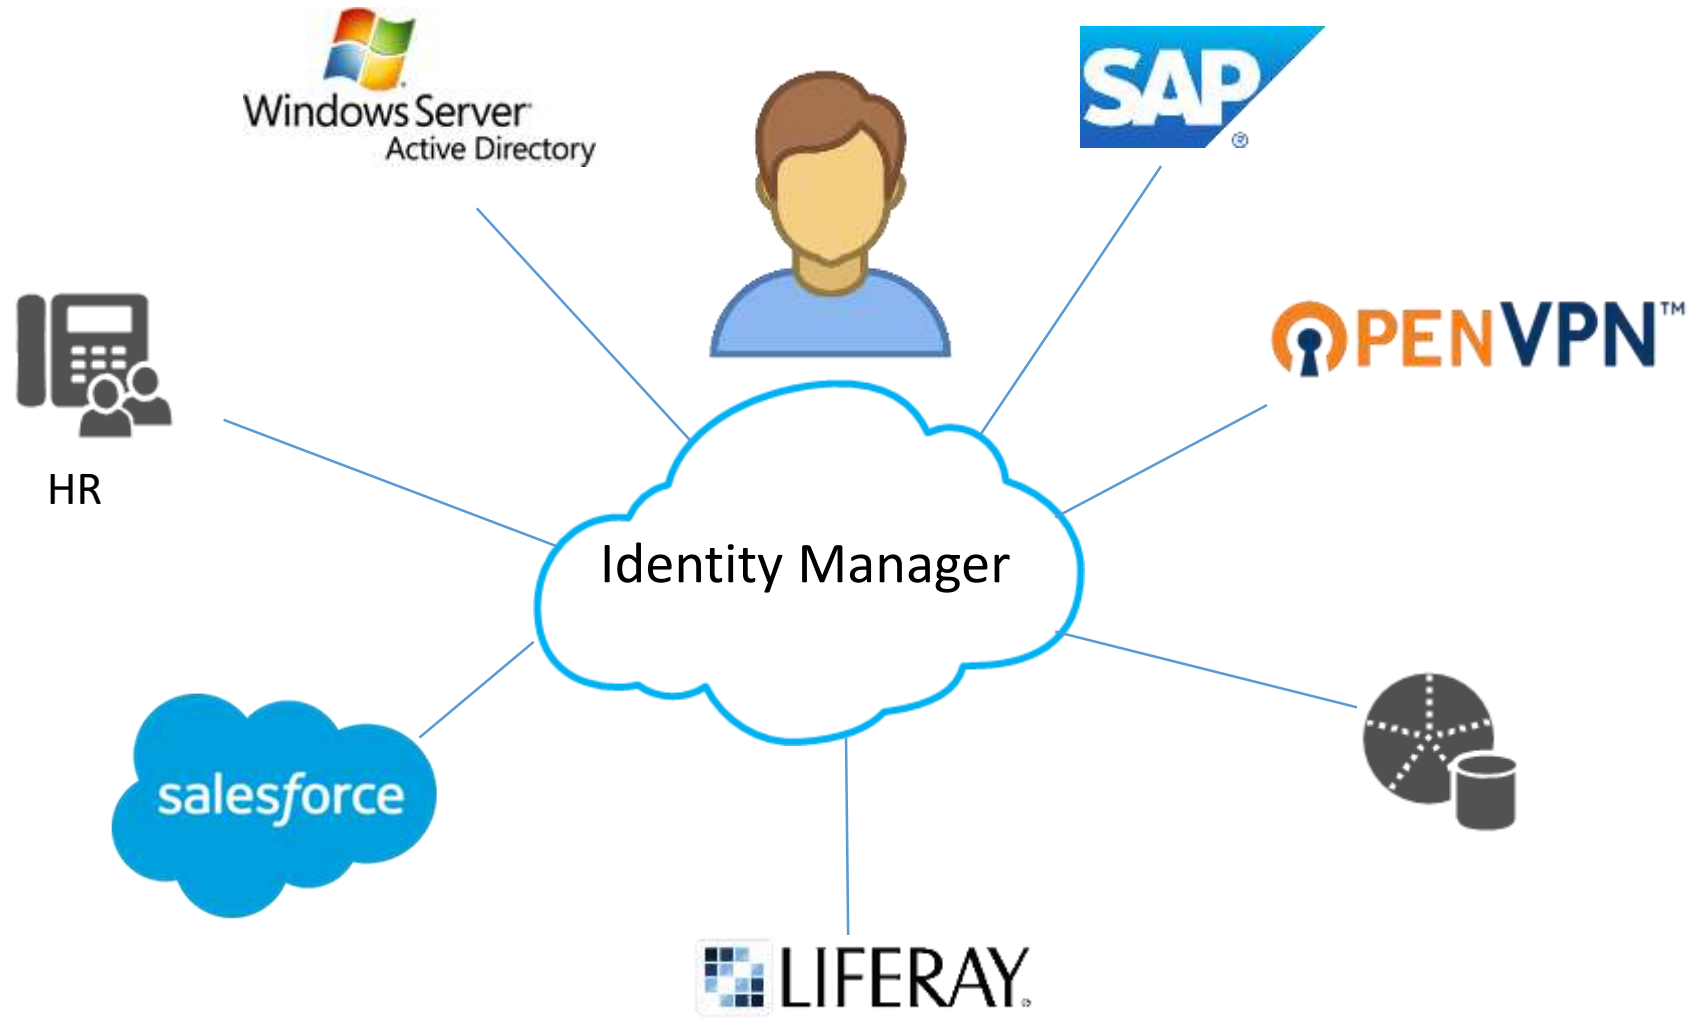 Windows Server
Active Directory
SAP
®
OPENVPN™
HR
Identity Manager
salesforce
LIFERAY®